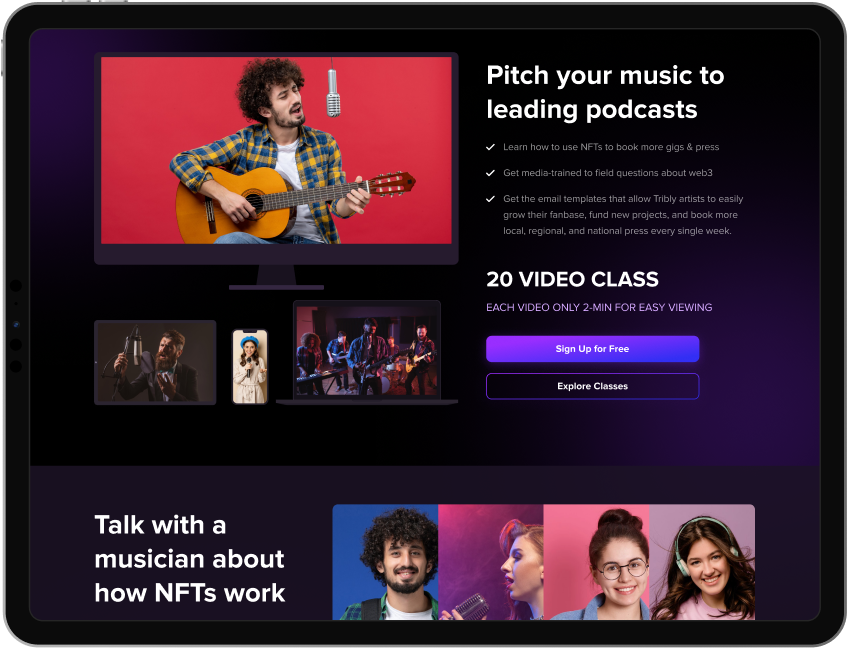 Pitch your music to
leading podcasts
Learn how to use NFTs to book more gigs & press
Get media-trained to field questions about web3
Get the email templates that allow Tribly artists to easily
grow their fanbase, fund new projects, and book more
local, regional, and national press every single week.
20 VIDEO CLASS
EACH VIDEO ONLY 2-MIN FOR EASY VIEWING
Sign Up for Free
Explore Classes
Talk with a
musician about
how NFTs work